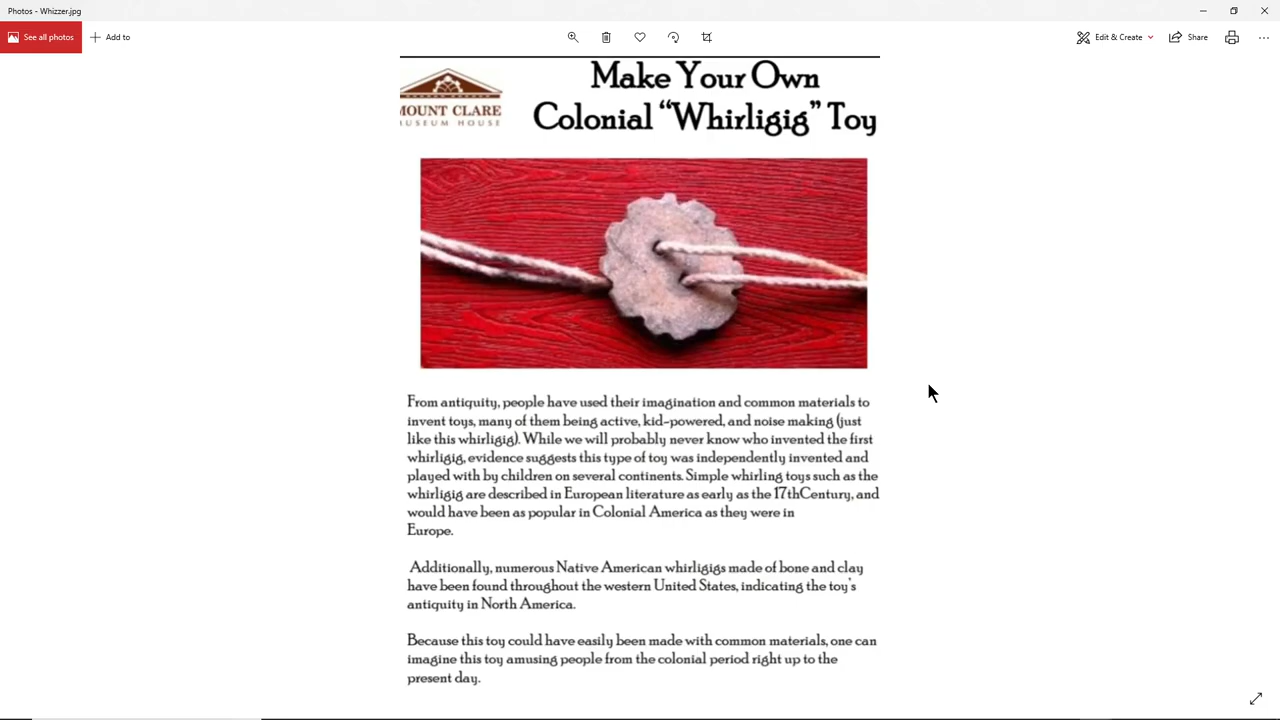 Photos - Whizzer.jpg
See all photos
Add to
Edit & Create
Share
Make Your Own
Colonial “Whirligig” Toy
MOUNT CLARE
MUSEUM HOUSE
From antiquity, people have used their imagination and common materials to
invent toys, many of them being active, kid-powered, and noise making (just
like this whirligig). While we will probably never know who invented the first
whirligig, evidence suggests this type of toy was independently invented and
played with by children on several continents. Simple whirling toys such as the
whirligig are described in European literature as early as the 17thCentury, and
would have been as popular in Colonial America as they were in
Europe.
Additionally, numerous Native American whirligigs made of bone and clay
have been found throughout the western United States, indicating the toy's
antiquity in North America.
Because this toy could have easily been made with common materials, one can
imagine this toy amusing people from the colonial period right up to the
present day.